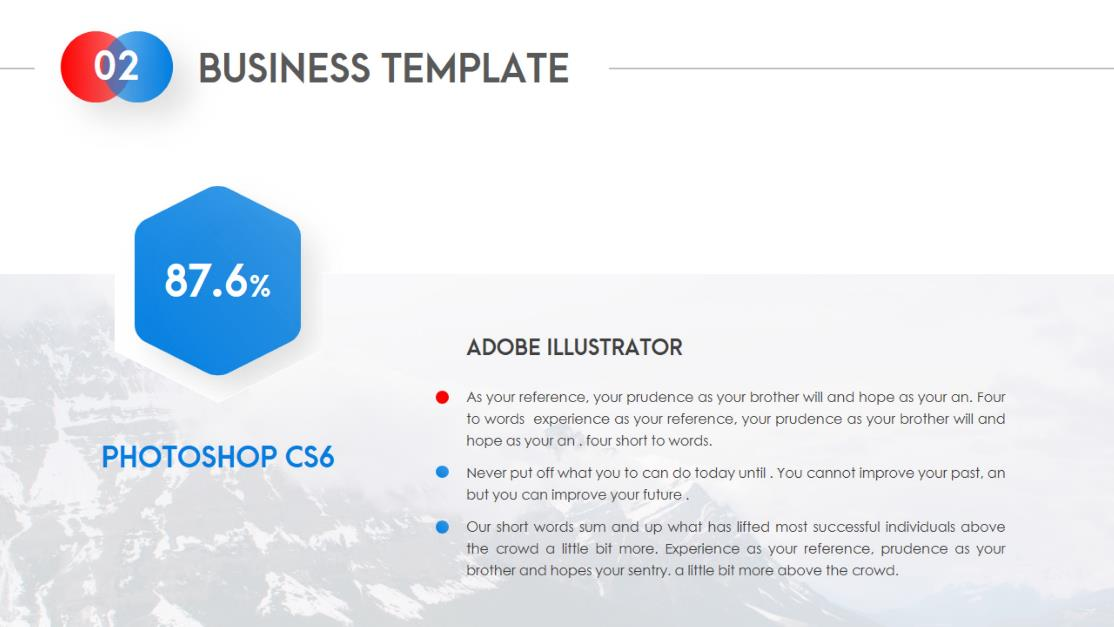 02 BUSINESS TEMPLATE
87.6%
PHOTOSHOP CS6
ADOBE ILLUSTRATOR
As your reference, your prudence as your brother will and hope as your an. Four
to words  experience as your reference, your prudence as your brother will and
hope as your an . four short to words.
Never put off what you to can do today until . You cannot improve your past, an
but you can improve your future .
Our short words sum and up what has lifted most successful individuals above
the crowd a little bit more. Experience as your reference, prudence as your
brother and hopes your sentry. a little bit more above the crowd.